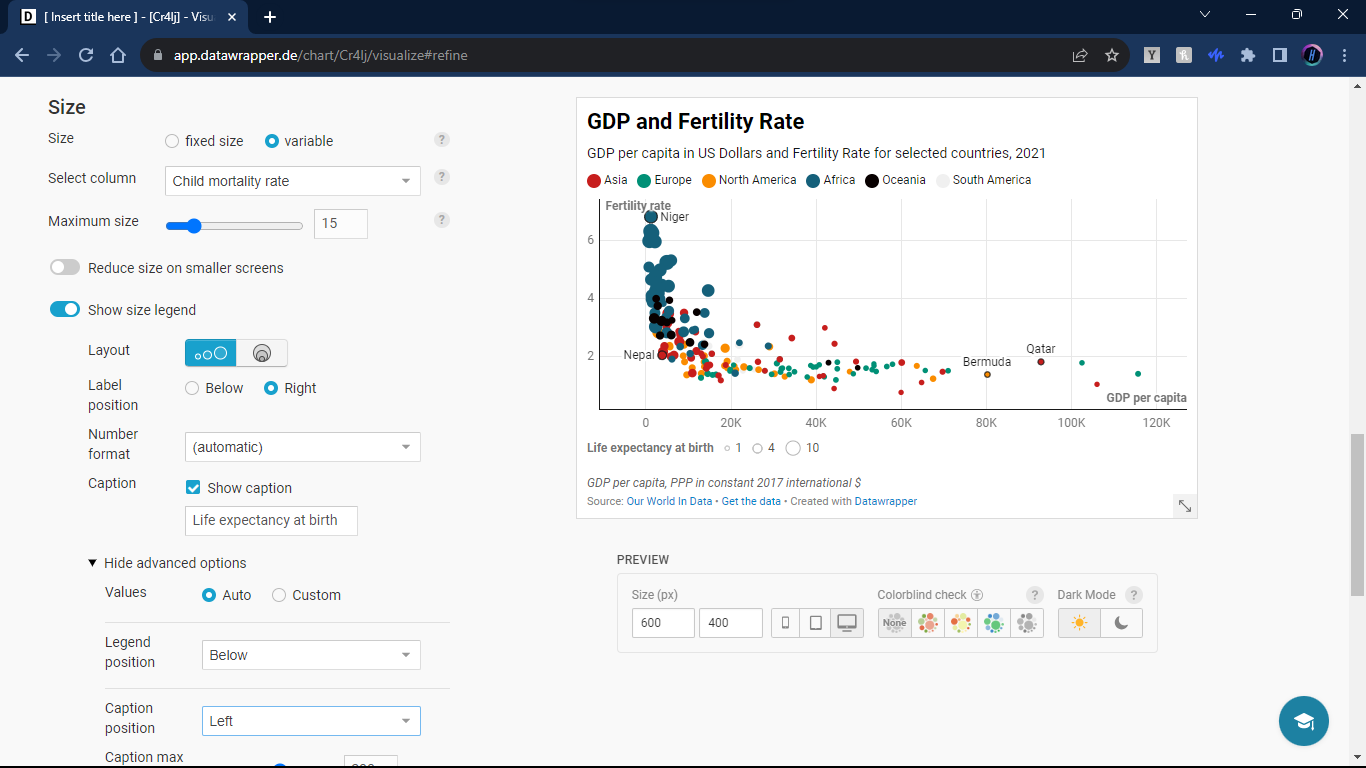 [ Insert title here ] - [Cr4lj] - Visu
app.datawrapper.de/chart/Cr4lj/visualize#refine
Size
Size fixed size variable ?
Select column Child mortality rate ?
Maximum size 15 ?
Reduce size on smaller screens
Show size legend
Layout
Label position Below Right
Number format (automatic)
Caption Show caption
Life expectancy at birth
Hide advanced options
Values Auto Custom
Legend position Below
Caption position Left
Caption max
GDP and Fertility Rate
GDP per capita in US Dollars and Fertility Rate for selected countries, 2021
Asia Europe North America Africa Oceania South America
Fertility rate
Niger
6
4
2
Nepal
Bermuda
Qatar
GDP per capita
0 20K 40K 60K 80K 100K 120K
Life expectancy at birth 1 4 10
GDP per capita, PPP in constant 2017 international $
Source: Our World In Data • Get the data • Created with Datawrapper
PREVIEW
Size (px) Colorblind check ? Dark Mode ?
600 400 None